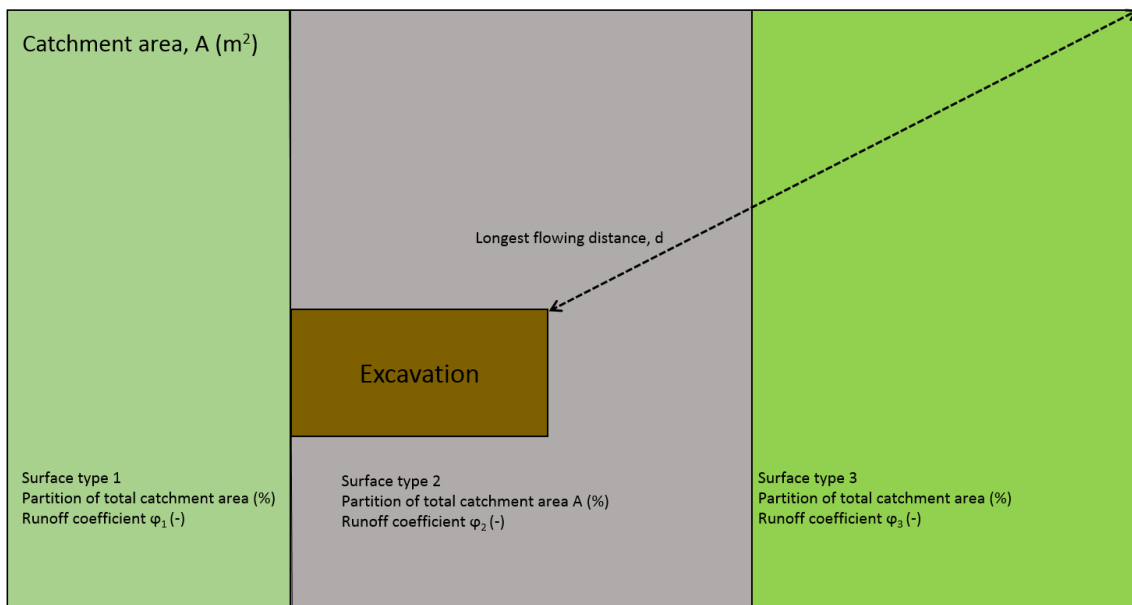 Catchment area, A (m²)
Longest flowing distance, d
Excavation
Surface type 1
Partition of total catchment area (%)
Runoff coefficient φ₁ (-)
Surface type 2
Partition of total catchment area A (%)
Runoff coefficient φ₂ (-)
Surface type 3
Partition of total catchment area (%)
Runoff coefficient φ₃ (-)